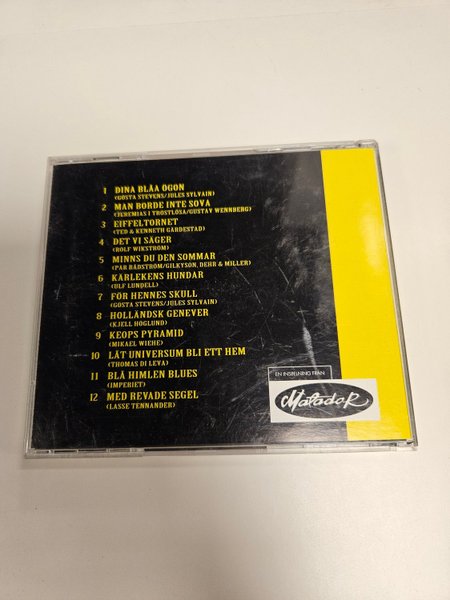 1 DINA BLÅA ÖGON
(GÖSTA STEVENS/JULES SYLVAIN)
2 MAN BORDE INTE SOVA
(JEREMIAS I TRÖSTLÖSA/GUSTAV WENNBERG)
3 EIFFELTORNET
(TED & KENNETH GÄRDESTAD)
4 DET VI SÄGER
(ROLF WIKSTRÖM)
5 MINNS DU DEN SOMMAR
(PÄR RÅDSTRÖM/GILKYSON, DEHR & MILLER)
6 KÄRLEKENS HUNDAR
(ULF LUNDELL)
7 FÖR HENNES SKULL
(GÖSTA STEVENS/JULES SYLVAIN)
8 HOLLÄNDSK GENEVER
(KJELL HÖGLUND)
9 KEOPS PYRAMID
(MIKAEL WIEHE)
10 LÅT UNIVERSUM BLI ETT HEM
(THOMAS DI LEVA)
11 BLÅ HIMLEN BLUES
(IMPERIET)
12 MED REVADE SEGEL
(LASSE TENNANDER)
EN INSPELNING FRÅN
MatadoR